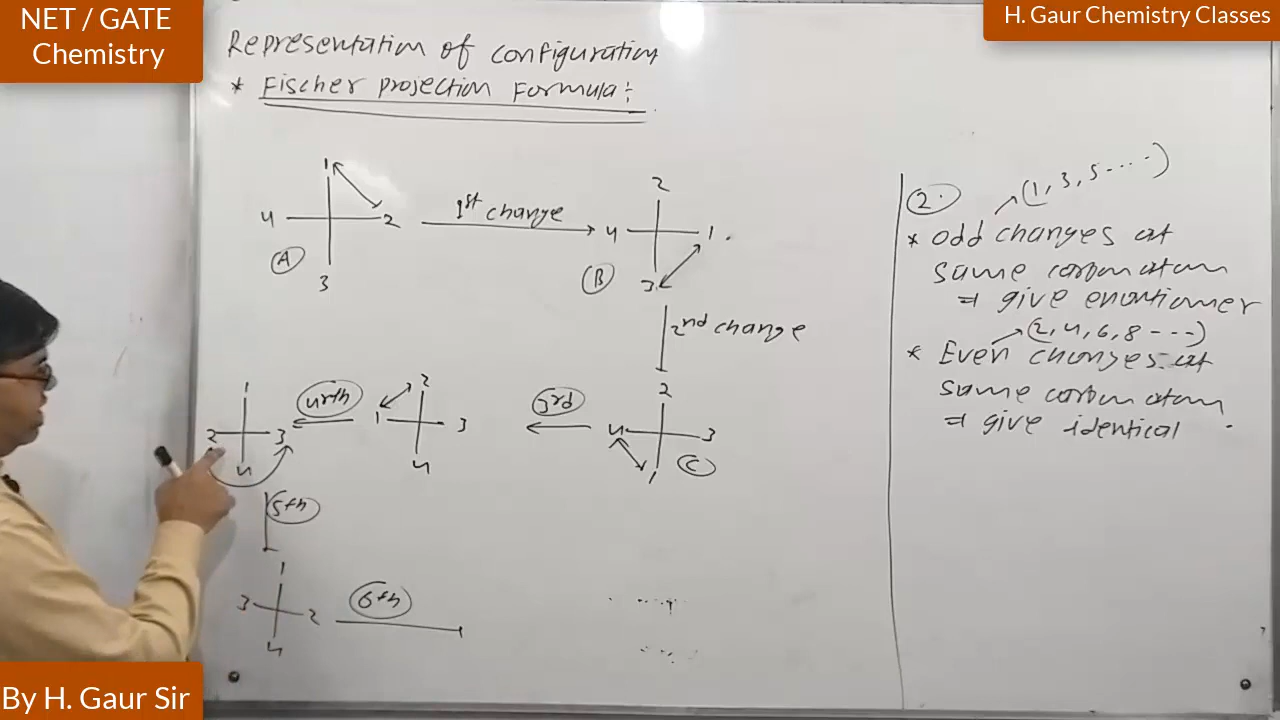 NET / GATE
Chemistry
H. Gaur Chemistry Classes
Representation of configuration
* Fischer projection Formula:
1
4 2
3
A
1st change
2
4 1
3
B
2nd change
2
4 3
1
C
3rd
2
1 3
4
4rth
1
2 3
4
5th
1
3 2
4
6th
2.
(1, 3, 5 ----)
* odd changes at
same carbon atom
⇒ give enantiomer
(2, 4, 6, 8 ---)
* Even changes at
same carbon atom
⇒ give identical
By H. Gaur Sir